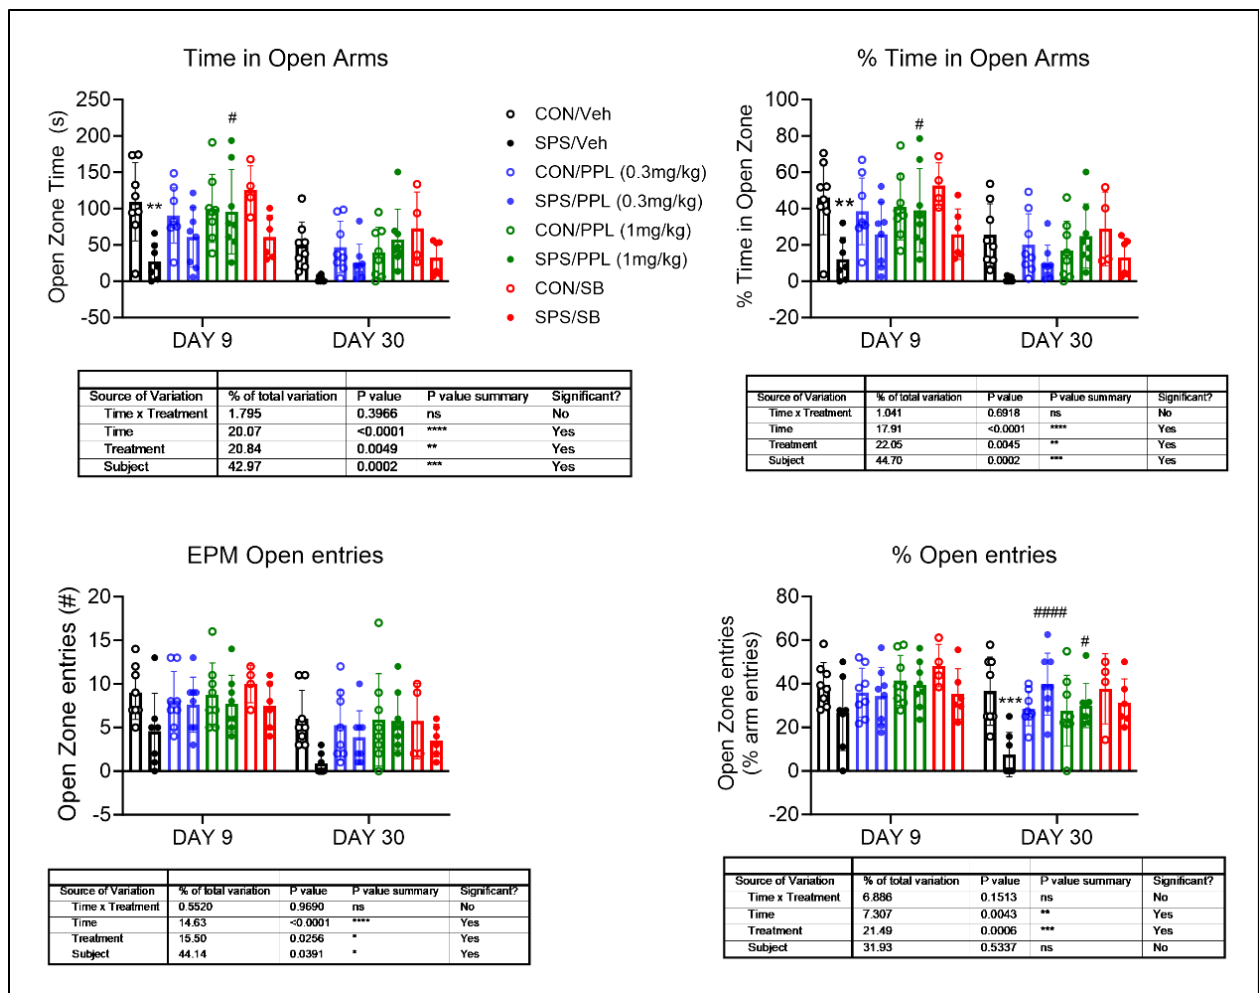 Time in Open Arms
250
200
150
100
50
0
-50
Open Zone Time (s)
**
#
DAY 9
DAY 30
CON/Veh
SPS/Veh
CON/PPL (0.3mg/kg)
SPS/PPL (0.3mg/kg)
CON/PPL (1mg/kg)
SPS/PPL (1mg/kg)
CON/SB
SPS/SB
% Time in Open Arms
100
80
60
40
20
0
-20
% Time in Open Zone
**
#
DAY 9
DAY 30
Source of Variation % of total variation P value P value summary Significant?
Time x Treatment 1.795 0.3966 ns No
Time 20.07 <0.0001 **** Yes
Treatment 20.84 0.0049 ** Yes
Subject 42.97 0.0002 *** Yes
Source of Variation % of total variation P value P value summary Significant?
Time x Treatment 1.041 0.6918 ns No
Time 17.91 <0.0001 **** Yes
Treatment 22.05 0.0045 ** Yes
Subject 44.70 0.0002 *** Yes
EPM Open entries
20
15
10
5
0
-5
Open Zone entries (#)
DAY 9
DAY 30
% Open entries
80
60
40
20
0
-20
Open Zone entries
(% arm entries)
***
####
#
DAY 9
DAY 30
Source of Variation % of total variation P value P value summary Significant?
Time x Treatment 0.5520 0.9690 ns No
Time 14.63 <0.0001 **** Yes
Treatment 15.50 0.0256 * Yes
Subject 44.14 0.0391 * Yes
Source of Variation % of total variation P value P value summary Significant?
Time x Treatment 6.886 0.1513 ns No
Time 7.307 0.0043 ** Yes
Treatment 21.49 0.0006 *** Yes
Subject 31.93 0.5337 ns No